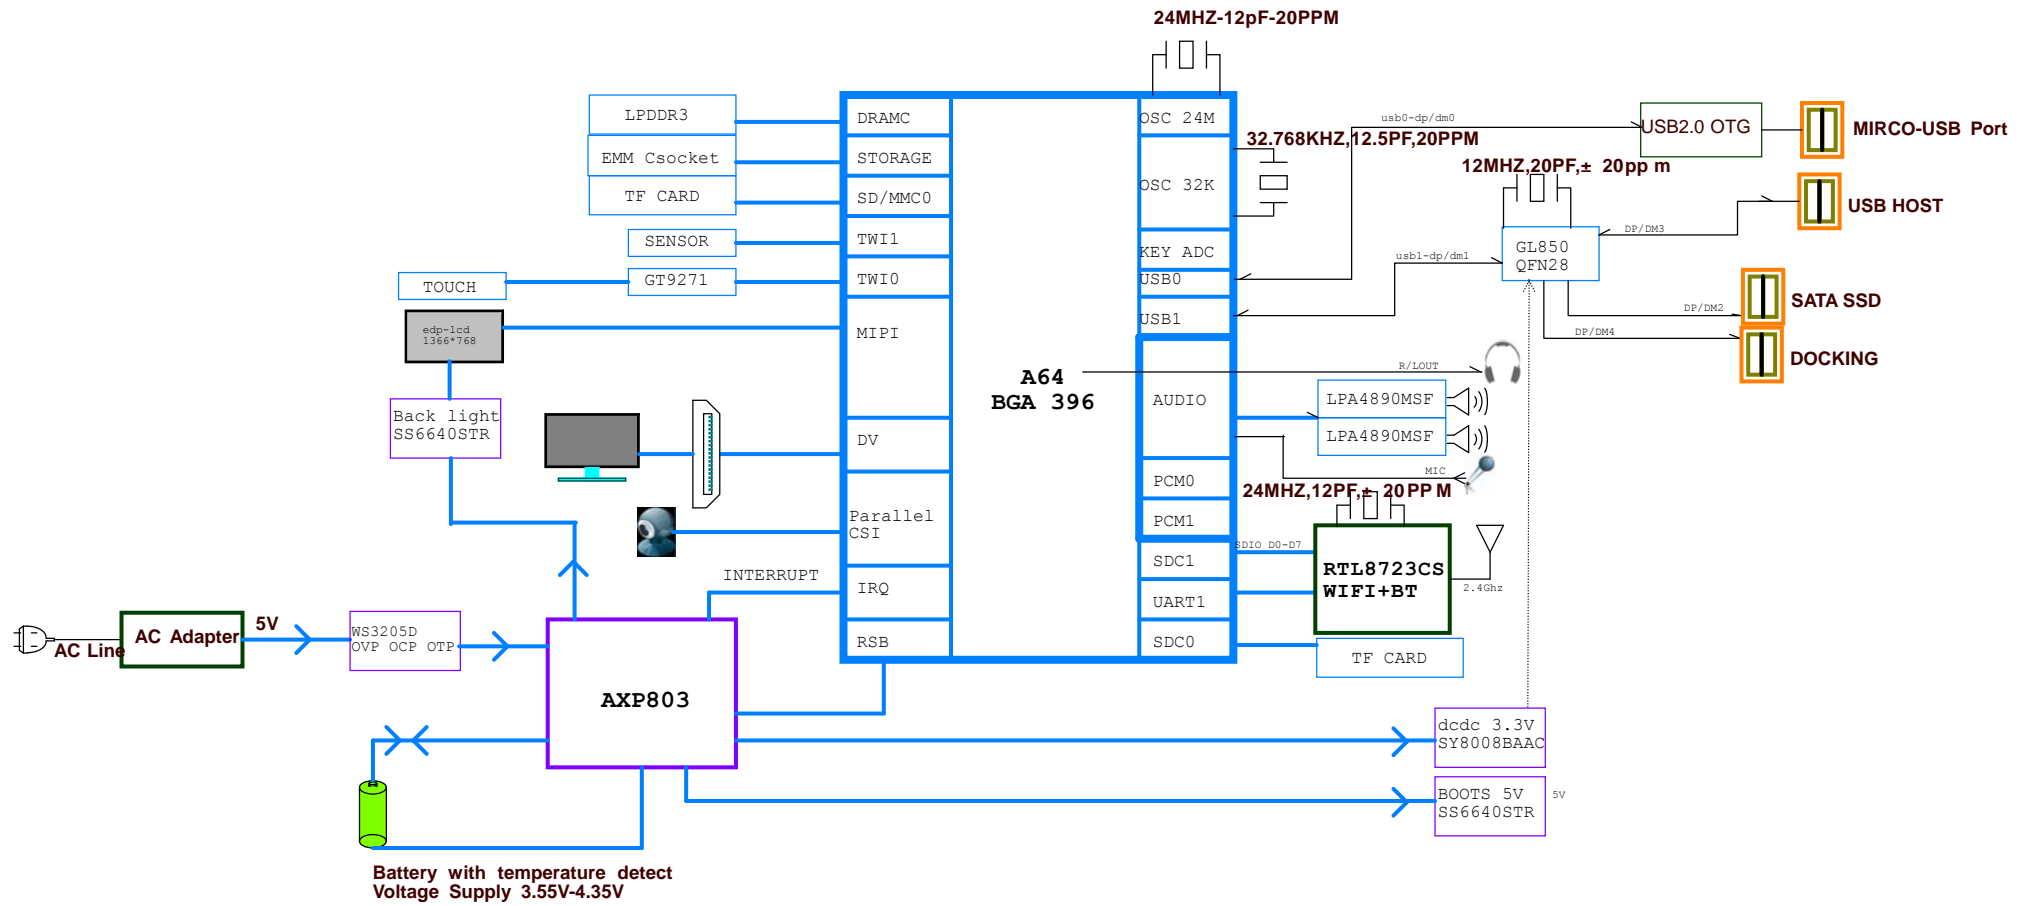 24MHZ-12pF-20PPM
LPDDR3
DRAMC
OSC 24M
usb0-dp/dm0
USB2.0 OTG
MIRCO-USB Port
32.768KHZ,12.5PF,20PPM
EMM Csocket
STORAGE
12MHZ,20PF,± 20pp m
TF CARD
SD/MMC0
OSC 32K
USB HOST
SENSOR
TWI1
KEY ADC
DP/DM3
GL850
QFN28
usb1-dp/dm1
TOUCH
GT9271
TWI0
USB0
SATA SSD
DP/DM2
edp-lcd
1366*768
MIPI
USB1
DP/DM4
DOCKING
R/LOUT
A64
BGA 396
AUDIO
LPA4890MSF
LPA4890MSF
Back light
SS6640STR
DV
MIC
PCM0
24MHZ,12PF,± 20PP M
Parallel
CSI
PCM1
SDIO D0-D7
SDC1
RTL8723CS
WIFI+BT
2.4Ghz
INTERRUPT
IRQ
UART1
5V
AC Adapter
AC Line
WS3205D
OVP OCP OTP
RSB
SDC0
TF CARD
AXP803
dcdc 3.3V
SY8008BAAC
BOOTS 5V
SS6640STR
5V
Battery with temperature detect
Voltage Supply 3.55V-4.35V